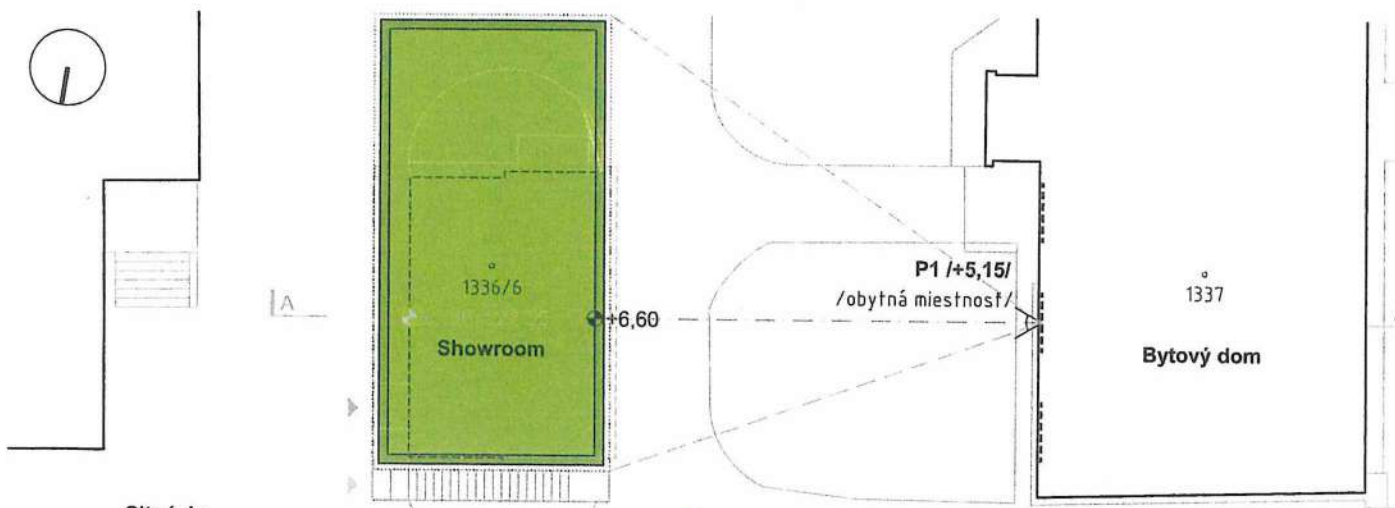 P1 /+5,15/
/obytná miestnosť/
1336/6
1337
A
+6,60
Showroom
Bytový dom